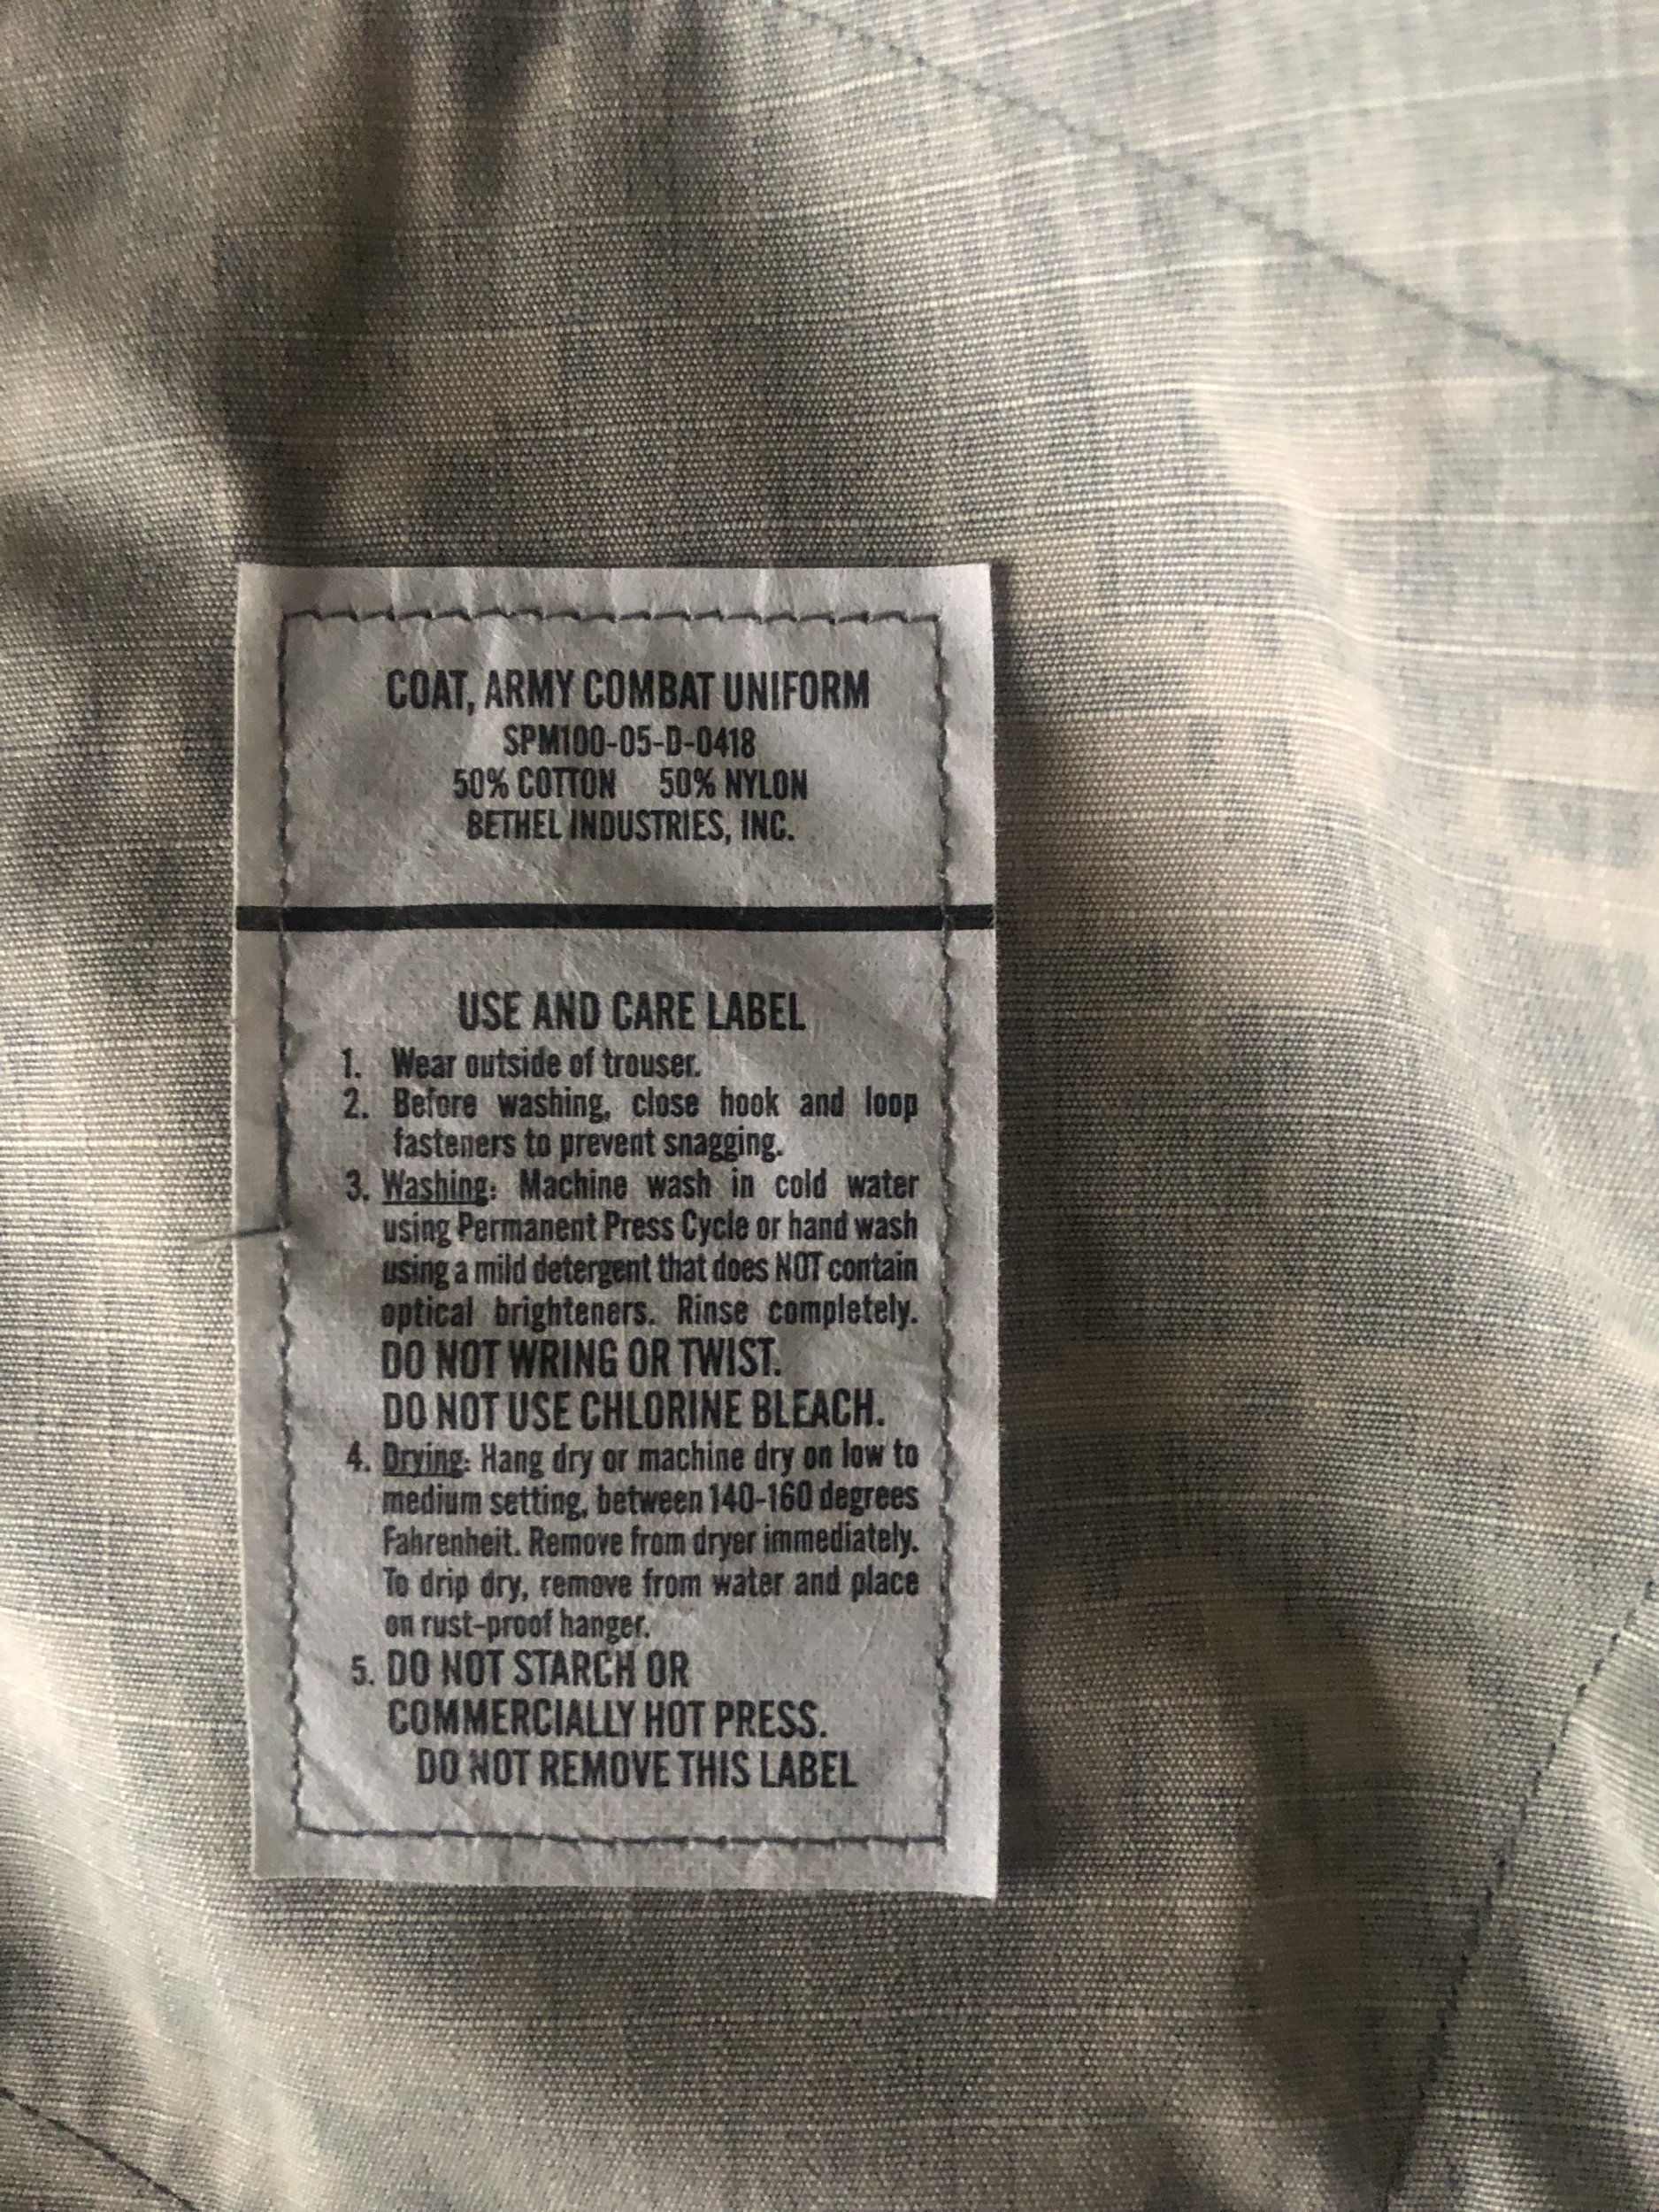 COAT, ARMY COMBAT UNIFORM
SPM100-05-D-0418
50% COTTON 50% NYLON
BETHEL INDUSTRIES, INC.
USE AND CARE LABEL
1. Wear outside of trouser.
2. Before washing, close hook and loop
fasteners to prevent snagging.
3. Washing: Machine wash in cold water
using Permanent Press Cycle or hand wash
using a mild detergent that does NOT contain
optical brighteners. Rinse completely.
DO NOT WRING OR TWIST.
DO NOT USE CHLORINE BLEACH.
4. Drying: Hang dry or machine dry on low to
medium setting, between 140-160 degrees
Fahrenheit. Remove from dryer immediately.
To drip dry, remove from water and place
on rust-proof hanger.
5. DO NOT STARCH OR
COMMERCIALLY HOT PRESS.
DO NOT REMOVE THIS LABEL